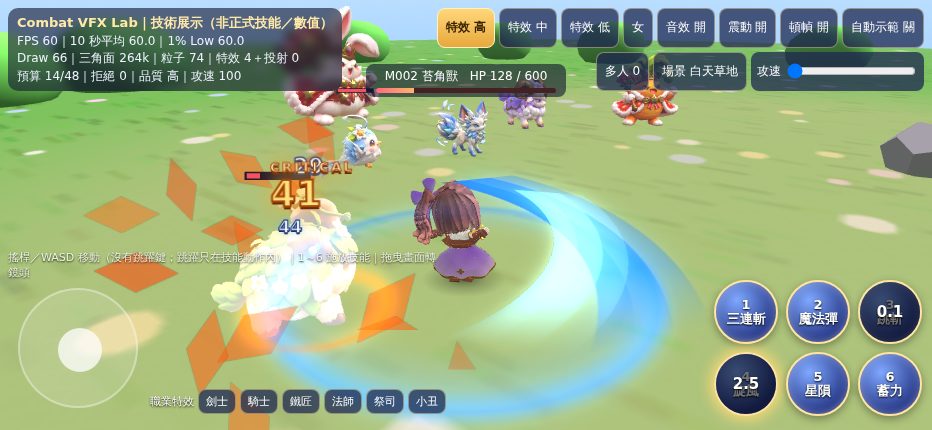 Combat VFX Lab｜技術展示（非正式技能／數值）
FPS 60｜10 秒平均 60.0｜1% Low 60.0
Draw 66｜三角面 264k｜粒子 74｜特效 4＋投射 0
預算 14/48｜拒絕 0｜品質 高｜攻速 100
特效 高
特效 中
特效 低
女
音效 開
震動 開
頓幀 開
自動示範 關
多人 0
場景 白天草地
攻速
M002 苔角獸 HP 128 / 600
CRITICAL
41
44
搖桿／WASD 移動（沒有跳躍鍵；跳躍只在技能動作內）｜1～6 施放技能｜拖曳畫面轉
鏡頭
1
三連斬
2
魔法彈
0.1
2.5
5
星隕
6
蓄力
職業特效
劍士
騎士
鐵匠
法師
祭司
小丑